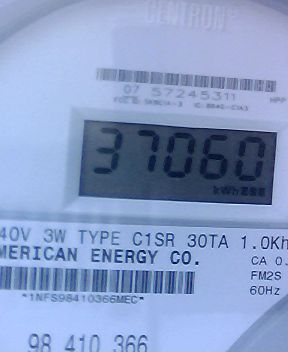 CENTRON®
07 57245311
HPP
37060
kWh
40V 3W TYPE C1SR 30TA 1.0Kh
MERICAN ENERGY CO.
CA 0.
FM2S
60Hz
*1NFS98410366MEC*
98 410 366